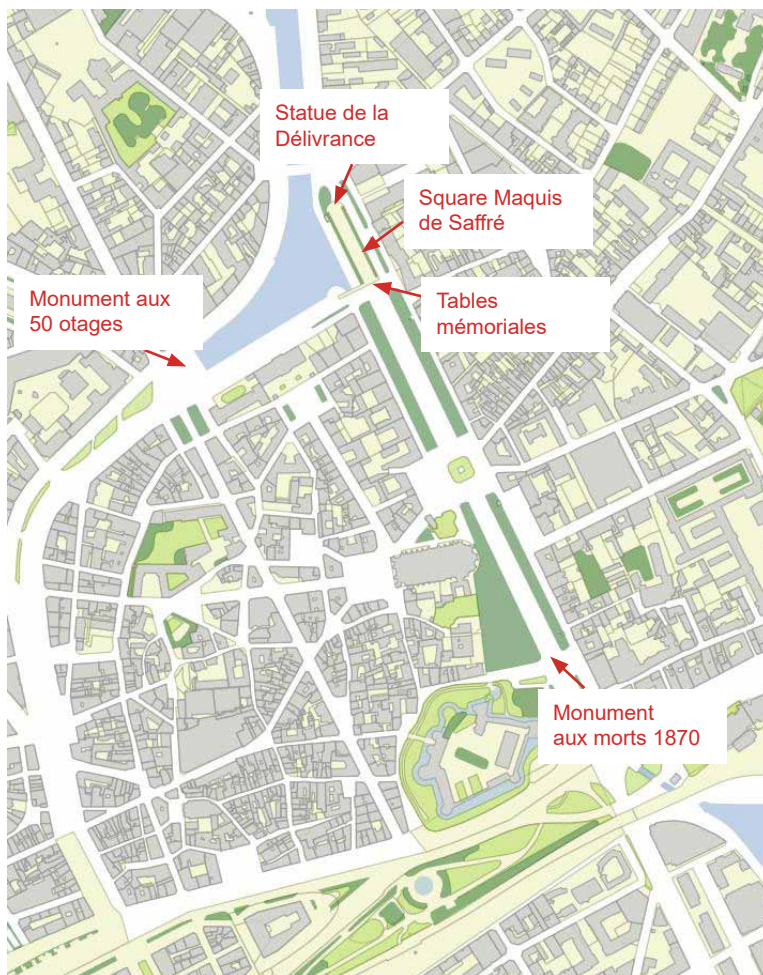 Statue de la
Délivrance
Square Maquis
de Saffré
Monument aux
50 otages
Tables
mémoriales
Monument
aux morts 1870